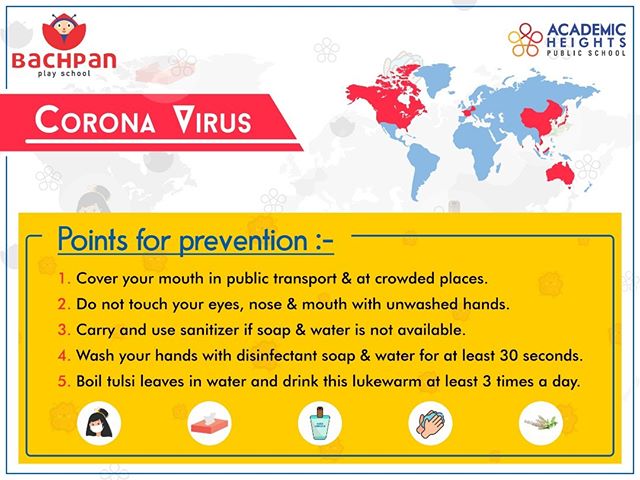 BACHPAN
play school
ACADEMIC
HEIGHTS
PUBLIC SCHOOL
CORONA VIRUS
Points for prevention :-
1. Cover your mouth in public transport & at crowded places.
2. Do not touch your eyes, nose & mouth with unwashed hands.
3. Carry and use sanitizer if soap & water is not available.
4. Wash your hands with disinfectant soap & water for at least 30 seconds.
5. Boil tulsi leaves in water and drink this lukewarm at least 3 times a day.